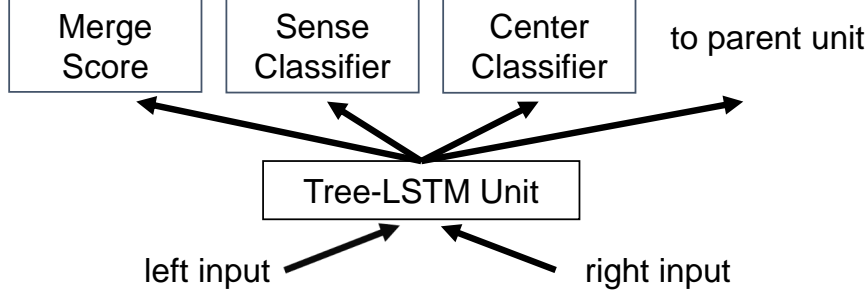 Merge
Score
Sense
Classifier
Center
Classifier
to parent unit
Tree-LSTM Unit
left input
right input